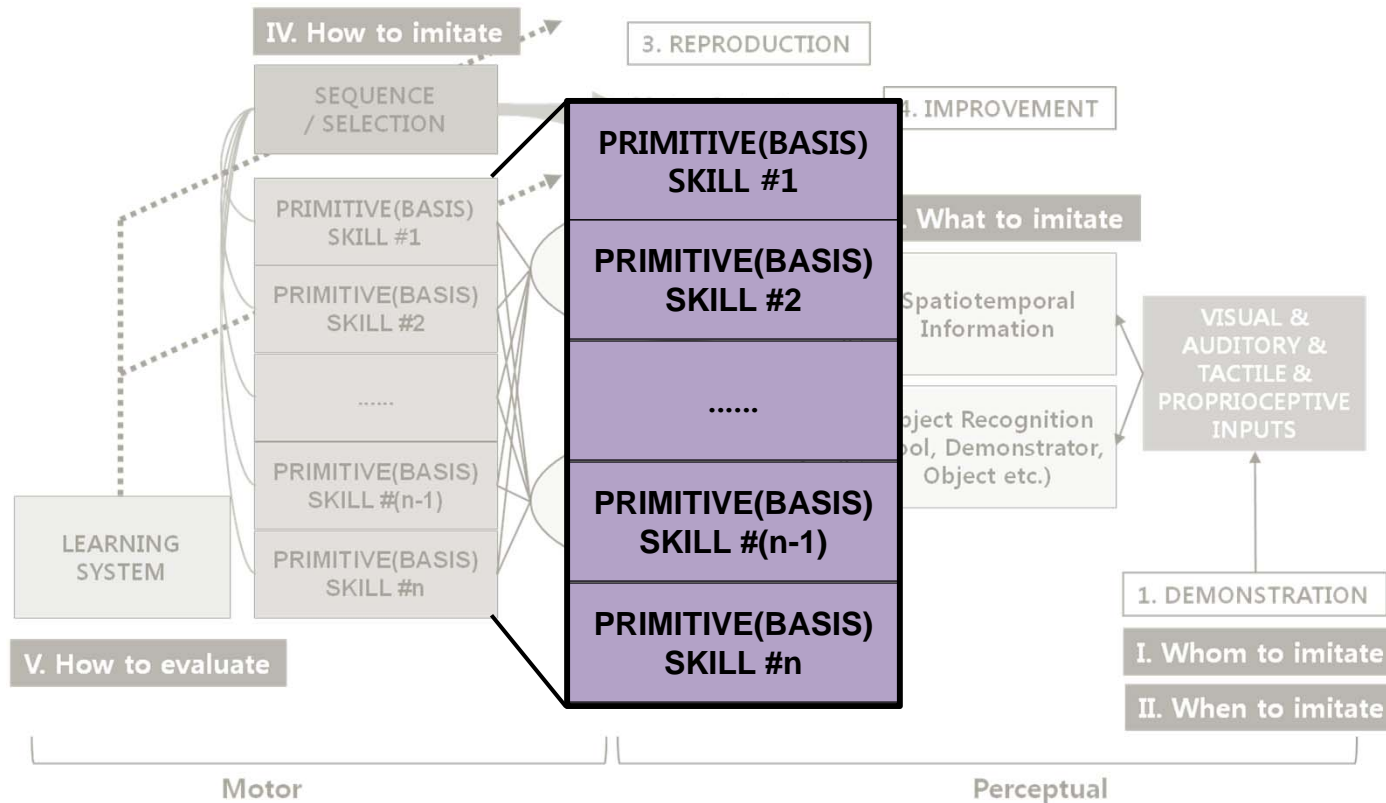 IV. How to imitate
3. REPRODUCTION
SEQUENCE
/ SELECTION
4. IMPROVEMENT
PRIMITIVE(BASIS)
SKILL #1
PRIMITIVE(BASIS)
SKILL #2
......
PRIMITIVE(BASIS)
SKILL #(n-1)
PRIMITIVE(BASIS)
SKILL #n
PRIMITIVE(BASIS)
SKILL #1
PRIMITIVE(BASIS)
SKILL #2
......
PRIMITIVE(BASIS)
SKILL #(n-1)
PRIMITIVE(BASIS)
SKILL #n
What to imitate
Spatiotemporal
Information
Recognition
Demonstrator,
Object etc.)
VISUAL &
AUDITORY &
TACTILE &
PROPRIOCEPTIVE
INPUTS
LEARNING
SYSTEM
V. How to evaluate
1. DEMONSTRATION
I. Whom to imitate
II. When to imitate
Motor
Perceptual